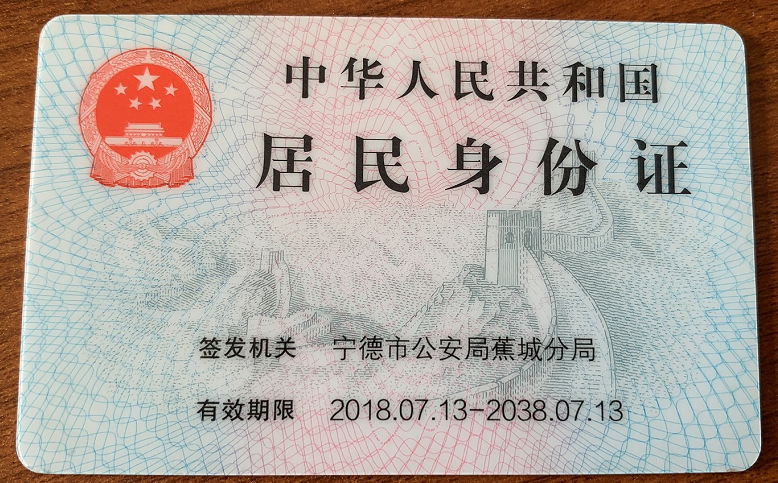 中华人民共和国
居民身份证
签发机关 宁德市公安局蕉城分局
有效期限 2018.07.13-2038.07.13